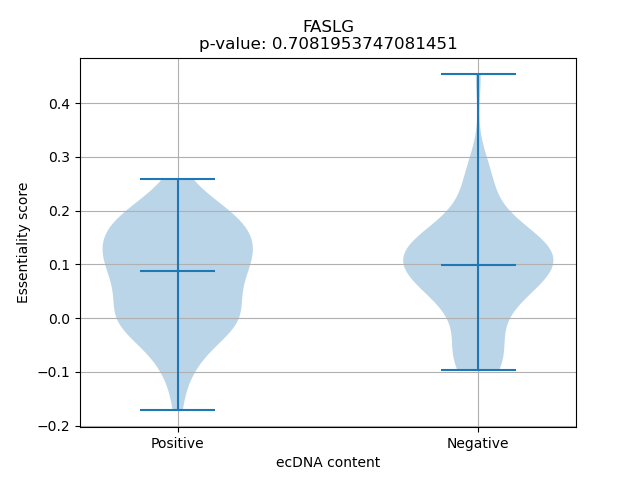 FASLG
p-value: 0.7081953747081451
0.4
0.3
0.2
0.1
0.0
−0.1
−0.2
Essentiality score
Positive
Negative
ecDNA content